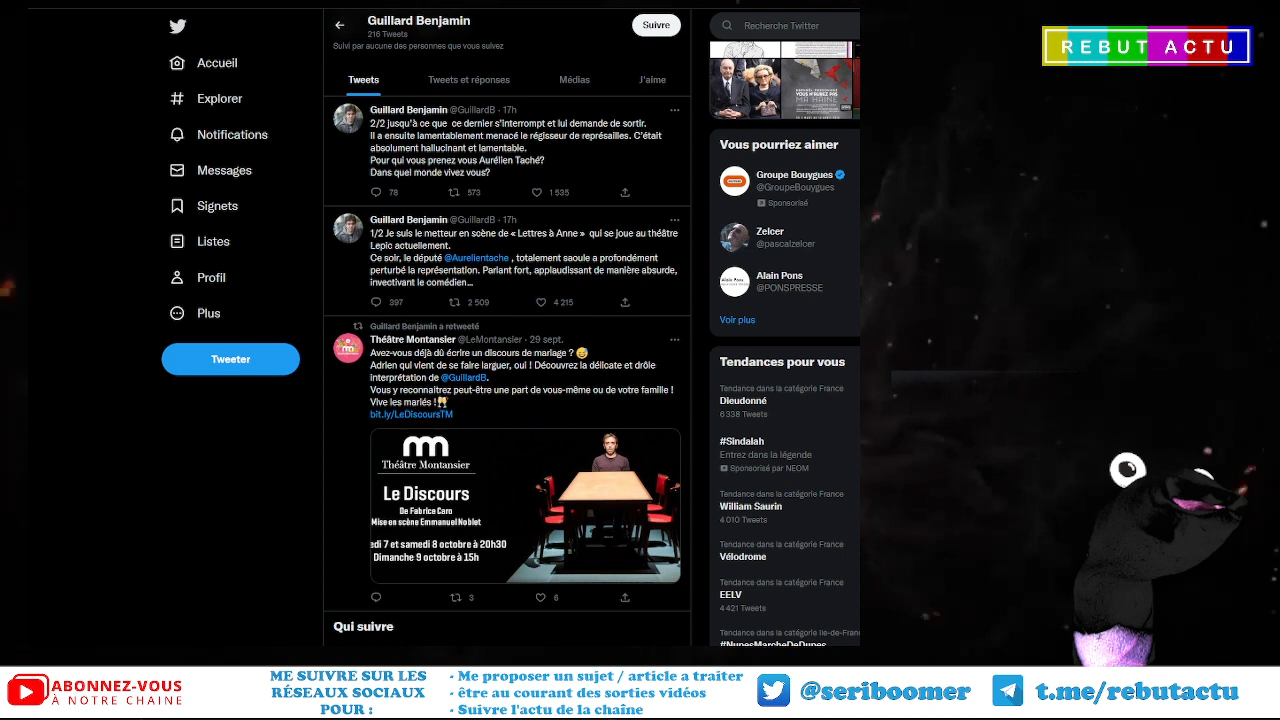 Guillard Benjamin
216 Tweets
Suivre
Suivi par aucune des personnes que vous suivez
Tweets
Tweets et réponses
Médias
J'aime
Accueil
Explorer
Notifications
Messages
Signets
Listes
Profil
Plus
Tweeter
Guillard Benjamin @GuillardB · 17h
2/2 jusqu'à ce que ce dernier s'interrompt et lui demande de sortir.
Il a ensuite lamentablement menacé le régisseur de représailles. C'était
absolument hallucinant et lamentable.
Pour qui vous prenez vous Aurélien Taché?
Dans quel monde vivez vous?
78
573
1 535
Guillard Benjamin @GuillardB · 17h
1/2 Je suis le metteur en scène de « Lettres à Anne » qui se joue au théâtre
Lepic actuellement.
Ce soir, le député @Aurelientache , totalement saoule a profondément
perturbé la représentation. Parlant fort, applaudissant de manière absurde,
invectivant le comédien...
397
2 509
4 215
Guillard Benjamin a retweeté
Théâtre Montansier @LeMontansier · 29 sept.
Avez-vous déjà dû écrire un discours de mariage ? 😅
Adrien qui vient de se faire larguer, oui ! Découvrez la délicate et drôle
interprétation de @GuillardB.
Vous y reconnaitrez peut-être une part de vous-même ou de votre famille !
Vive les mariés !🥂
bit.ly/LeDiscoursTM
Théâtre Montansier
Le Discours
De Fabrice Caro
Mise en scène Emmanuel Noblet
edi 7 et samedi 8 octobre à 20h30
Dimanche 9 octobre à 15h
3
6
Qui suivre
Recherche Twitter
VOUS N'AUREZ PAS
MA HAINE
Vous pourriez aimer
Groupe Bouygues
@GroupeBouygues
Sponsorisé
Zelcer
@pascalzelcer
Alain Pons
@PONSPRESSE
Voir plus
Tendances pour vous
Tendance dans la catégorie France
Dieudonné
6 338 Tweets
#Sindalah
Entrez dans la légende
Sponsorisé par NEOM
Tendance dans la catégorie France
William Saurin
4 010 Tweets
Tendance dans la catégorie France
Vélodrome
Tendance dans la catégorie France
EELV
4 421 Tweets
Tendance dans la catégorie Ile-de-Fran
#NupesMarcheDeDupes
REBUT ACTU
ABONNEZ-VOUS
À NOTRE CHAINE
ME SUIVRE SUR LES
RÉSEAUX SOCIAUX
POUR :
- Me proposer un sujet / article a traiter
- être au courant des sorties vidéos
- Suivre l'actu de la chaîne
@seriboomer
t.me/rebutactu